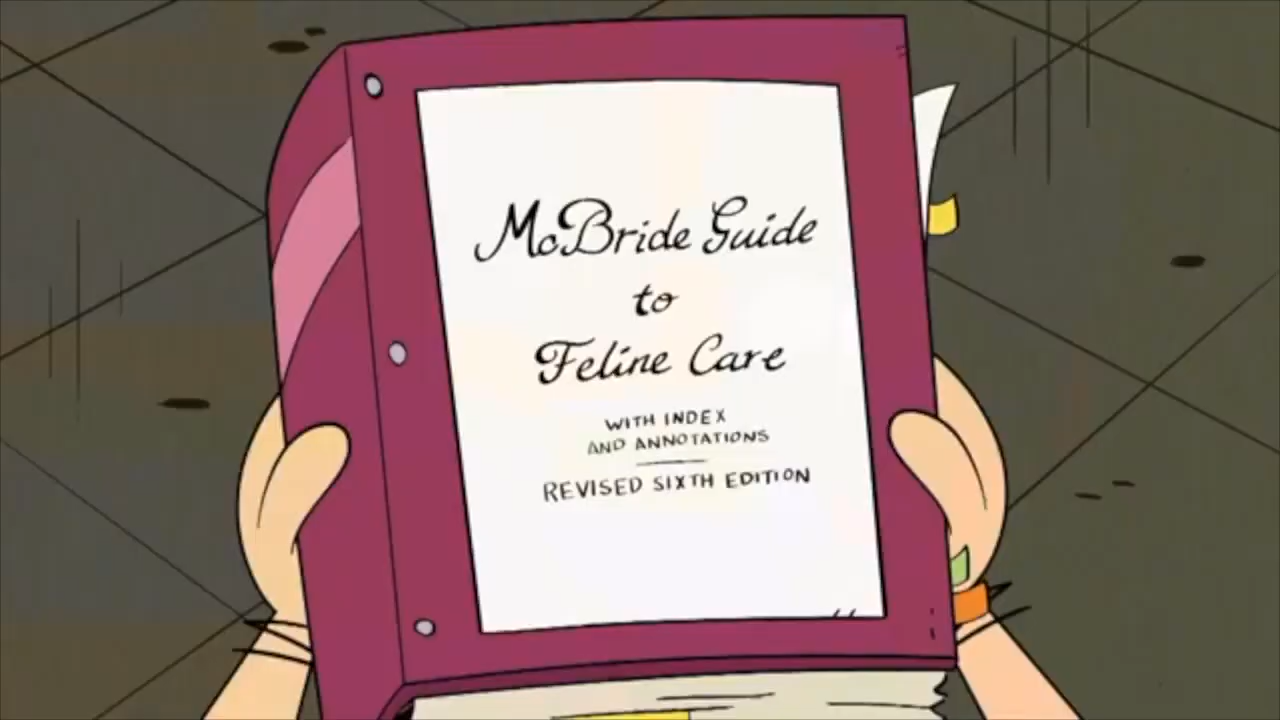 McBride Guide
to
Feline Care
WITH INDEX
AND ANNOTATIONS
REVISED SIXTH EDITION